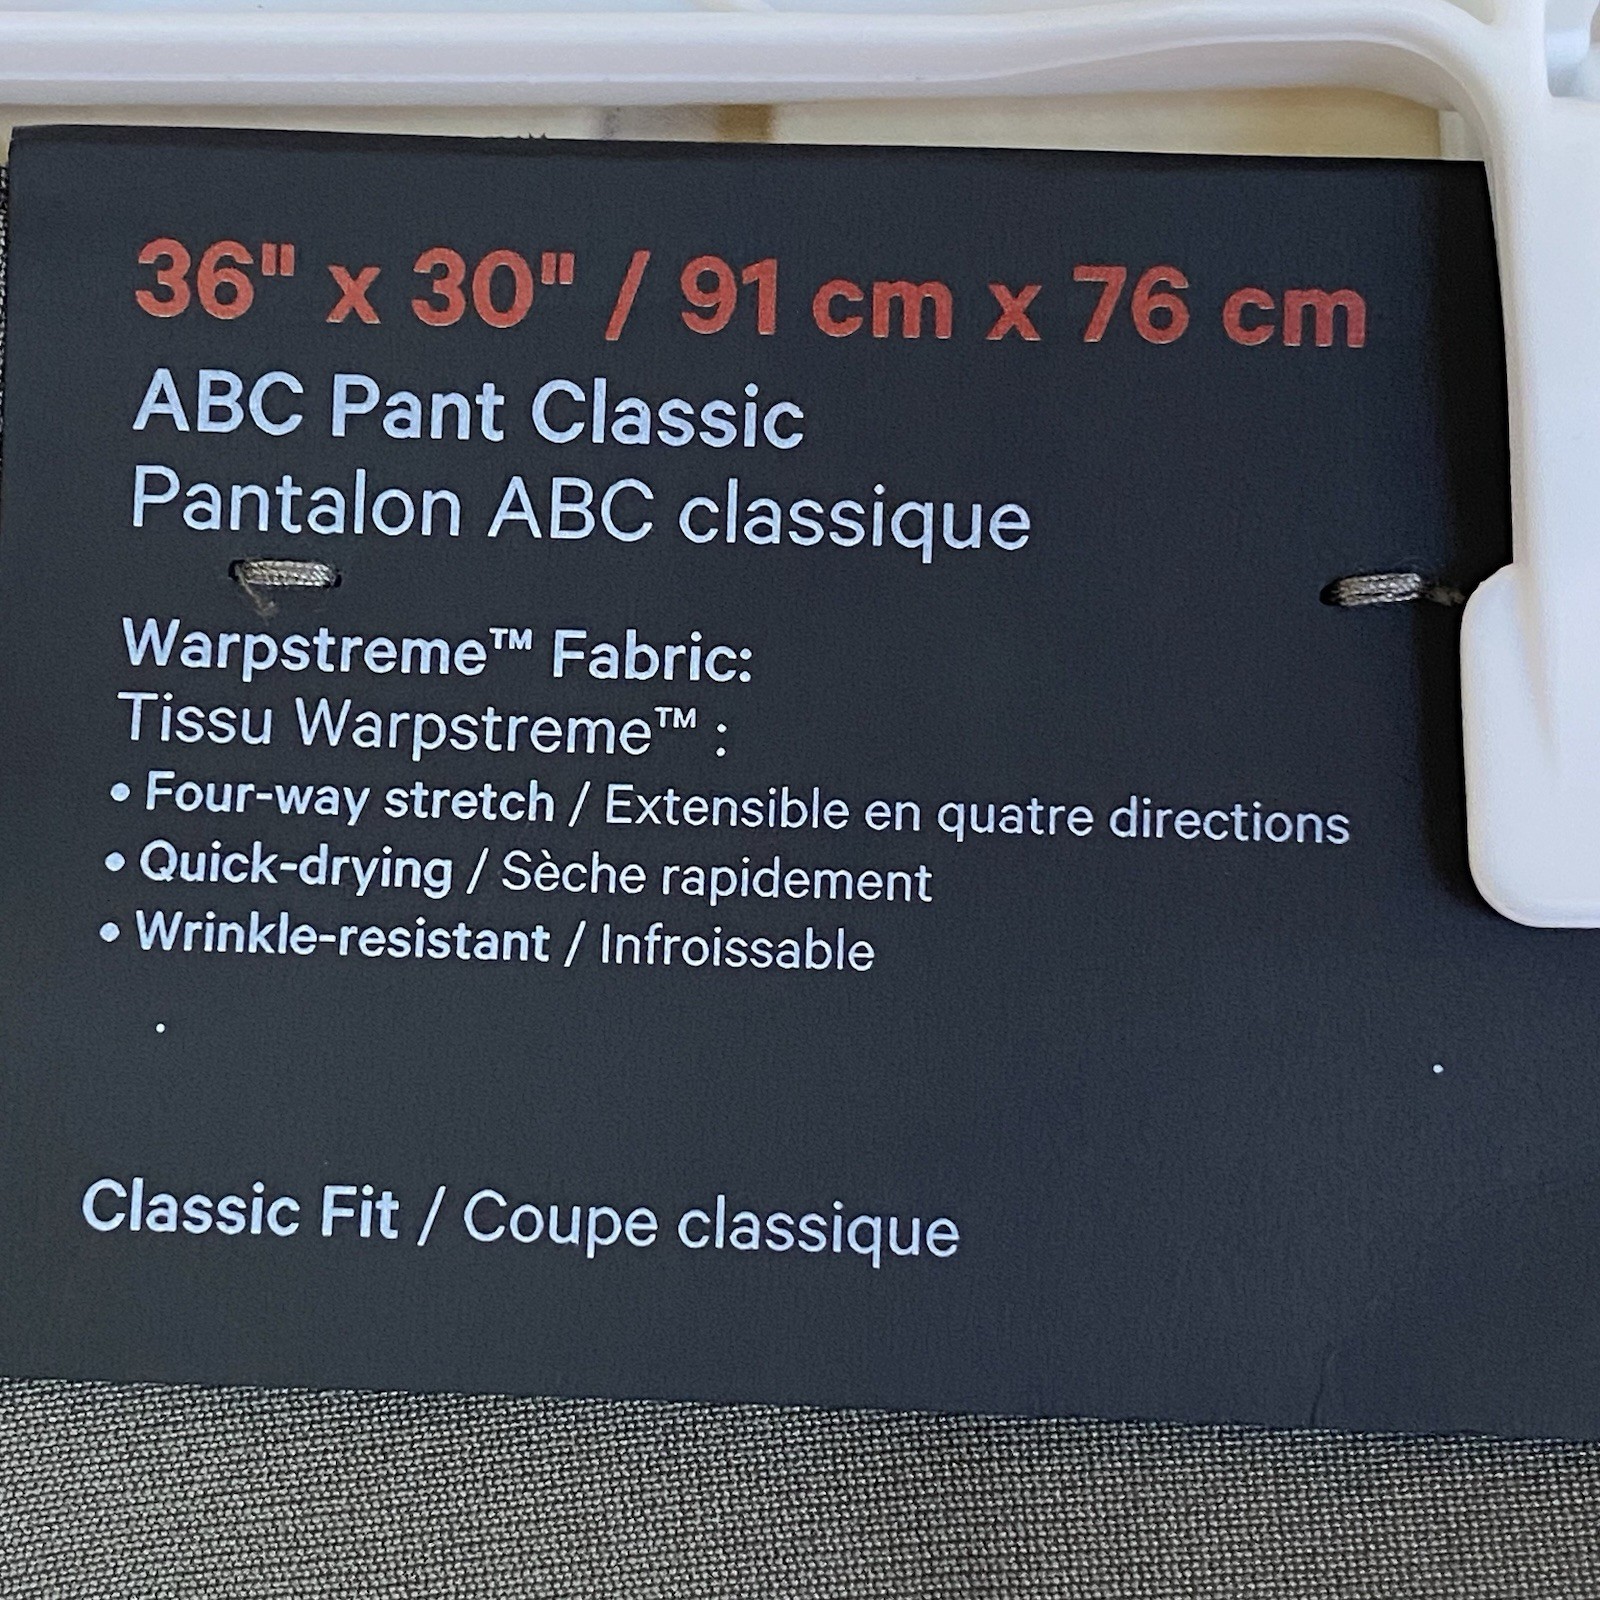 36" x 30" / 91 cm x 76 cm
ABC Pant Classic
Pantalon ABC classique
Warpstreme™ Fabric:
Tissu Warpstreme™ :
• Four-way stretch / Extensible en quatre directions
• Quick-drying / Sèche rapidement
• Wrinkle-resistant / Infroissable
Classic Fit / Coupe classique